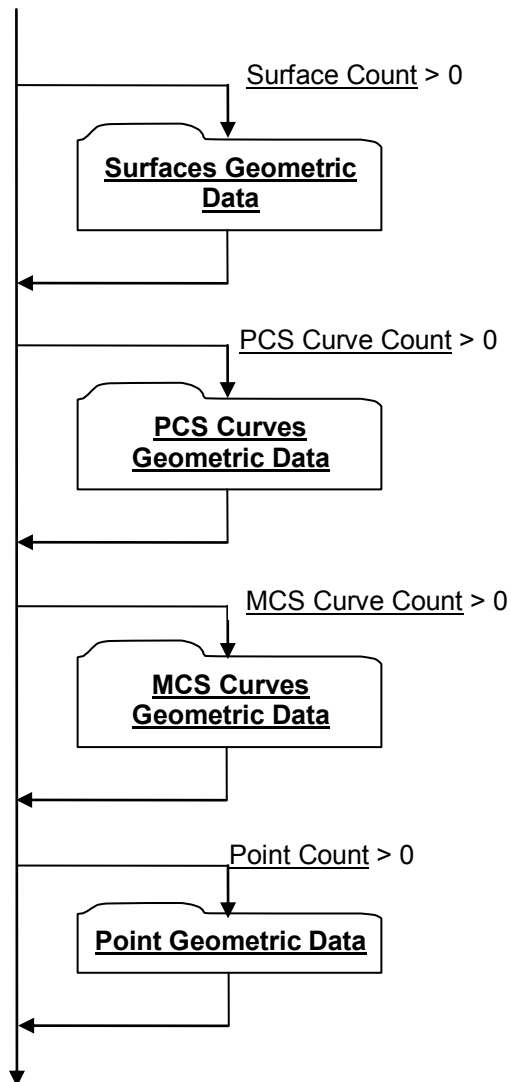 Surface Count > 0
Surfaces Geometric
Data
PCS Curve Count > 0
PCS Curves
Geometric Data
MCS Curve Count > 0
MCS Curves
Geometric Data
Point Count > 0
Point Geometric Data